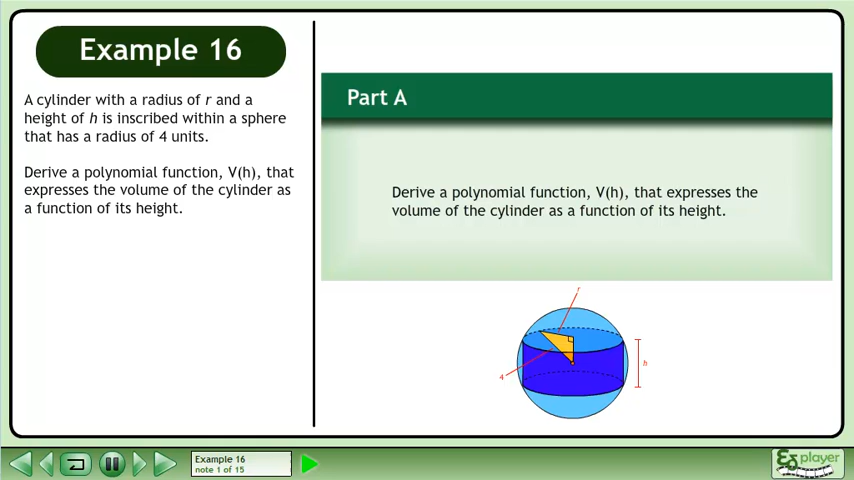 Example 16
A cylinder with a radius of r and a
height of h is inscribed within a sphere
that has a radius of 4 units.
Derive a polynomial function, V(h), that
expresses the volume of the cylinder as
a function of its height.
Part A
Derive a polynomial function, V(h), that expresses the
volume of the cylinder as a function of its height.
r
4
h
Example 16
note 1 of 15
player